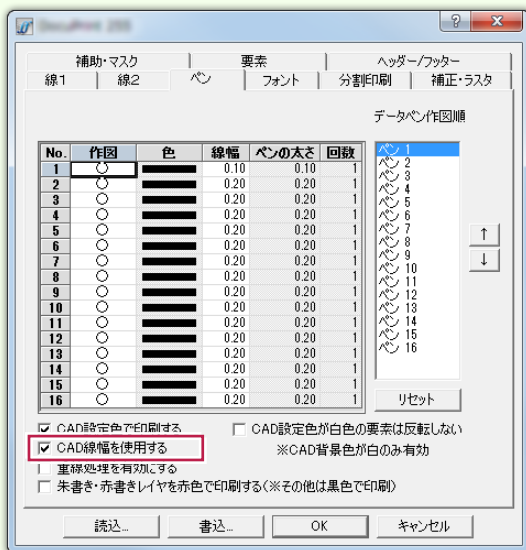 補助・マスク 要素 ヘッダー/フッター
線1 線2 ペン フォント 分割印刷 補正・ラスタ
データペン作図順
No. 作図 色 線幅 ペンの太さ 回数
1 ○ 0.10 0.10 1
2 ○ 0.20 0.20 1
3 ○ 0.20 0.20 1
4 ○ 0.20 0.20 1
5 ○ 0.20 0.20 1
6 ○ 0.20 0.20 1
7 ○ 0.20 0.20 1
8 ○ 0.20 0.20 1
9 ○ 0.20 0.20 1
10 ○ 0.20 0.20 1
11 ○ 0.20 0.20 1
12 ○ 0.20 0.20 1
13 ○ 0.20 0.20 1
14 ○ 0.20 0.20 1
15 ○ 0.20 0.20 1
16 ○ 0.20 0.20 1
ペン 1
ペン 2
ペン 3
ペン 4
ペン 5
ペン 6
ペン 7
ペン 8
ペン 9
ペン 10
ペン 11
ペン 12
ペン 13
ペン 14
ペン 15
ペン 16
↑
↓
リセット
CAD設定色で印刷する
CAD設定色が白色の要素は反転しない
CAD線幅を使用する
※CAD背景色が白のみ有効
重線処理を有効にする
朱書き・赤書きレイヤを赤色で印刷する(※その他は黒色で印刷)
読込... 書込... OK キャンセル